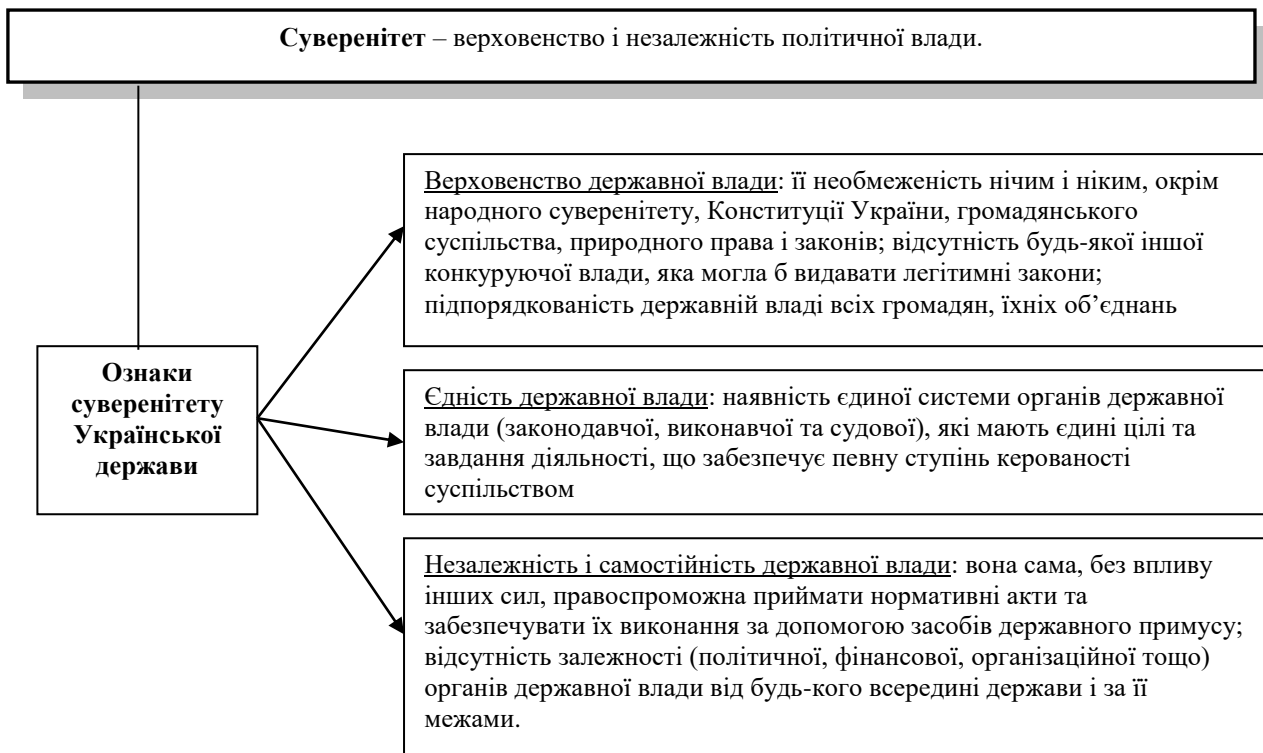 Суверенітет – верховенство і незалежність політичної влади.
Верховенство державної влади: її необмеженість нічим і ніким, окрім
народного суверенітету, Конституції України, громадянського
суспільства, природного права і законів; відсутність будь-якої іншої
конкуруючої влади, яка могла б видавати легітимні закони;
підпорядкованість державній владі всіх громадян, їхніх об’єднань
Ознаки
суверенітету
Української
держави
Єдність державної влади: наявність єдиної системи органів державної
влади (законодавчої, виконавчої та судової), які мають єдині цілі та
завдання діяльності, що забезпечує певну ступінь керованості
суспільством
Незалежність і самостійність державної влади: вона сама, без впливу
інших сил, правоспроможна приймати нормативні акти та
забезпечувати їх виконання за допомогою засобів державного примусу;
відсутність залежності (політичної, фінансової, організаційної тощо)
органів державної влади від будь-кого всередині держави і за її
межами.